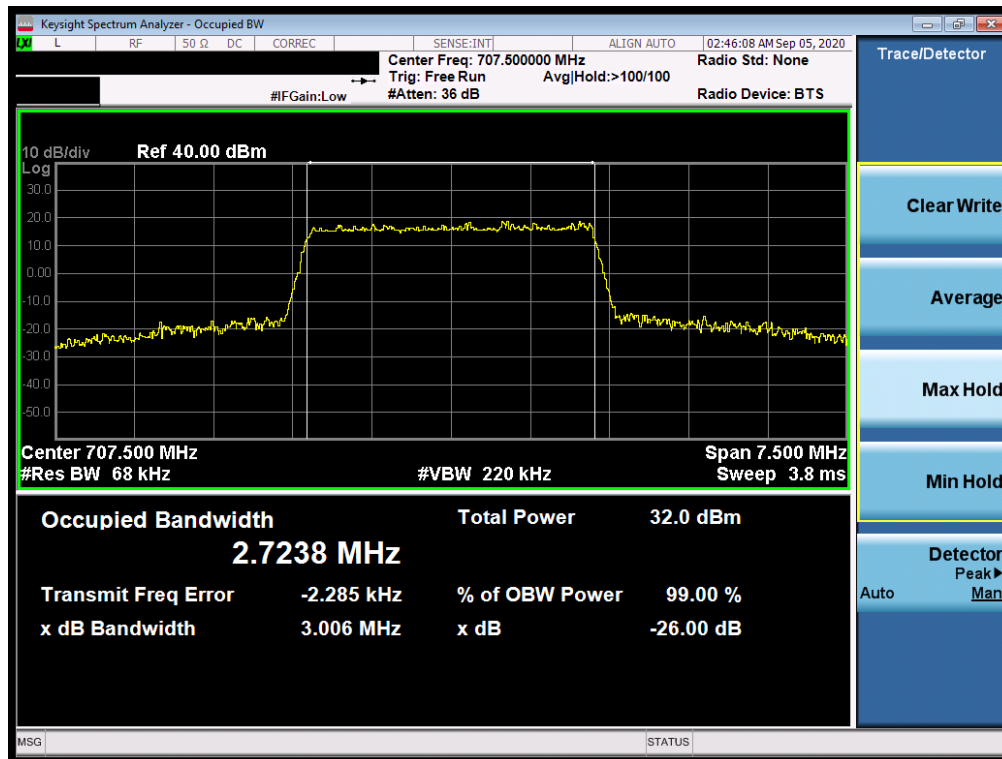 Keysight Spectrum Analyzer - Occupied BW
LXI L RF 50 Ω DC CORREC SENSE:INT ALIGN AUTO 02:46:08 AM Sep 05, 2020
Center Freq: 707.500000 MHz Radio Std: None
Trig: Free Run Avg|Hold:>100/100
#IFGain:Low #Atten: 36 dB Radio Device: BTS
10 dB/div Ref 40.00 dBm
Log
30.0
20.0
10.0
0.00
-10.0
-20.0
-30.0
-40.0
-50.0
Center 707.500 MHz Span 7.500 MHz
#Res BW 68 kHz #VBW 220 kHz Sweep 3.8 ms
Occupied Bandwidth Total Power 32.0 dBm
2.7238 MHz
Transmit Freq Error -2.285 kHz % of OBW Power 99.00 %
x dB Bandwidth 3.006 MHz x dB -26.00 dB
MSG STATUS
Trace/Detector
Clear Write
Average
Max Hold
Min Hold
Detector
Peak▶
Auto Man